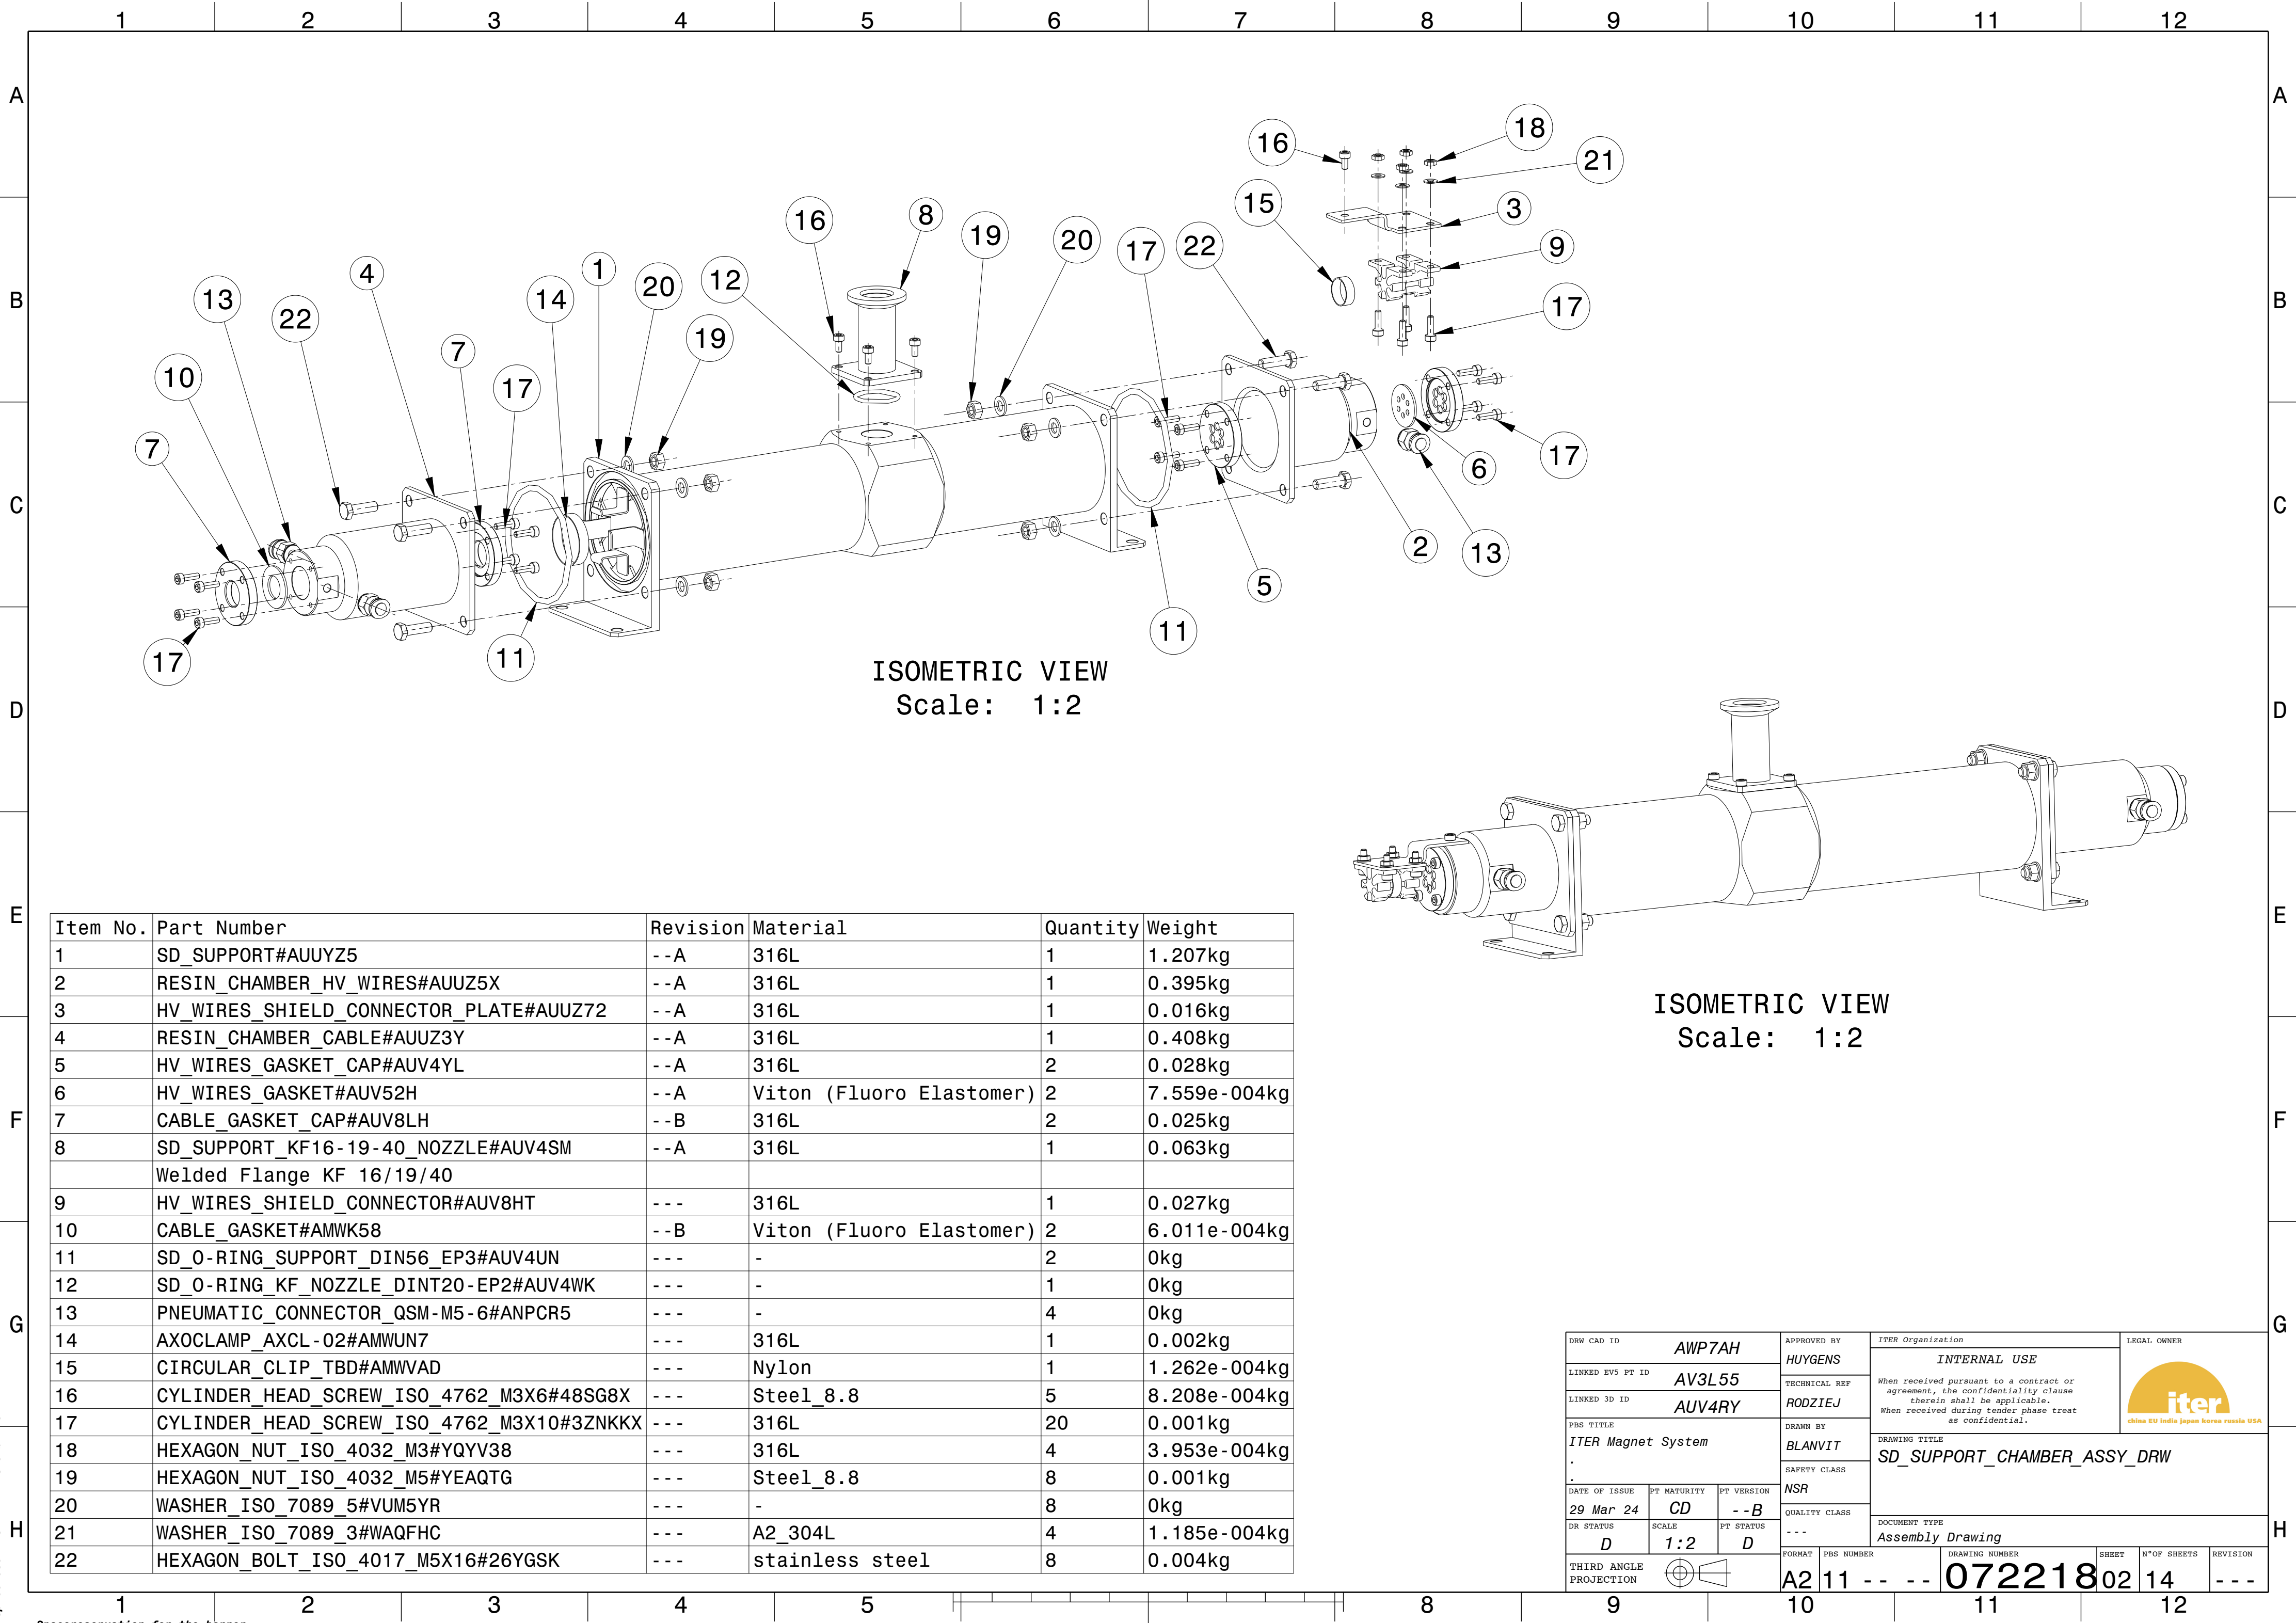 1 2 3 4 5 6 7 8 9 10 11 12
A A
B B
C C
D D
E E
F F
G G
H H
16 18 21 15 3 9 17
16 8 19 20 17 22
4 1 20 12 14 13 22 19 7 17 10 7
17 11 11 5 2 13 6 17
ISOMETRIC VIEW
Scale: 1:2
ISOMETRIC VIEW
Scale: 1:2
Item No. Part Number Revision Material Quantity Weight
1 SD_SUPPORT#AUUYZ5 --A 316L 1 1.207kg
2 RESIN_CHAMBER_HV_WIRES#AUUZ5X --A 316L 1 0.395kg
3 HV_WIRES_SHIELD_CONNECTOR_PLATE#AUUZ72 --A 316L 1 0.016kg
4 RESIN_CHAMBER_CABLE#AUUZ3Y --A 316L 1 0.408kg
5 HV_WIRES_GASKET_CAP#AUV4YL --A 316L 2 0.028kg
6 HV_WIRES_GASKET#AUV52H --A Viton (Fluoro Elastomer) 2 7.559e-004kg
7 CABLE_GASKET_CAP#AUV8LH --B 316L 2 0.025kg
8 SD_SUPPORT_KF16-19-40_NOZZLE#AUV4SM --A 316L 1 0.063kg
Welded Flange KF 16/19/40
9 HV_WIRES_SHIELD_CONNECTOR#AUV8HT --- 316L 1 0.027kg
10 CABLE_GASKET#AMWK58 --B Viton (Fluoro Elastomer) 2 6.011e-004kg
11 SD_O-RING_SUPPORT_DIN56_EP3#AUV4UN --- - 2 0kg
12 SD_O-RING_KF_NOZZLE_DINT20-EP2#AUV4WK --- - 1 0kg
13 PNEUMATIC_CONNECTOR_QSM-M5-6#ANPCR5 --- - 4 0kg
14 AXOCLAMP_AXCL-02#AMWUN7 --- 316L 1 0.002kg
15 CIRCULAR_CLIP_TBD#AMWVAD --- Nylon 1 1.262e-004kg
16 CYLINDER_HEAD_SCREW_ISO_4762_M3X6#48SG8X --- Steel_8.8 5 8.208e-004kg
17 CYLINDER_HEAD_SCREW_ISO_4762_M3X10#3ZNKKX --- 316L 20 0.001kg
18 HEXAGON_NUT_ISO_4032_M3#YQYV38 --- 316L 4 3.953e-004kg
19 HEXAGON_NUT_ISO_4032_M5#YEAQTG --- Steel_8.8 8 0.001kg
20 WASHER_ISO_7089_5#VUM5YR --- - 8 0kg
21 WASHER_ISO_7089_3#WAQFHC --- A2_304L 4 1.185e-004kg
22 HEXAGON_BOLT_ISO_4017_M5X16#26YGSK --- stainless steel 8 0.004kg
DRW CAD ID AWP7AH
LINKED EV5 PT ID AV3L55
LINKED 3D ID AUV4RY
PBS TITLE
ITER Magnet System
.
.
DATE OF ISSUE PT MATURITY PT VERSION
29 Mar 24 CD --B
DR STATUS SCALE PT STATUS
D 1:2 D
THIRD ANGLE
PROJECTION
APPROVED BY
HUYGENS
TECHNICAL REF
RODZIEJ
DRAWN BY
BLANVIT
SAFETY CLASS
NSR
QUALITY CLASS
---
ITER Organization
INTERNAL USE
When received pursuant to a contract or
agreement, the confidentiality clause
therein shall be applicable.
When received during tender phase treat
as confidential.
LEGAL OWNER
iter
china EU india japan korea russia USA
DRAWING TITLE
SD_SUPPORT_CHAMBER_ASSY_DRW
DOCUMENT TYPE
Assembly Drawing
FORMAT PBS NUMBER DRAWING NUMBER SHEET N°OF SHEETS REVISION
A2 11 -- -- 072218 02 14 ---
1 2 3 4 5 8 9 10 11 12